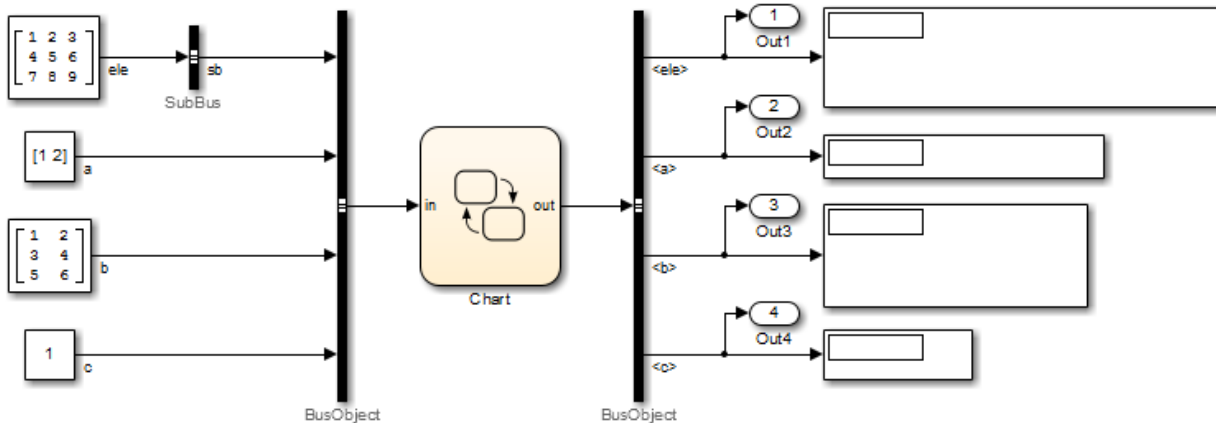 1 2 3
4 5 6
7 8 9
ele
sb
SubBus
[1 2]
a
1 2
3 4
5 6
b
1
c
BusObject
in
out
Chart
BusObject
1
Out1
<ele>
2
Out2
<a>
3
Out3
<b>
4
Out4
<c>